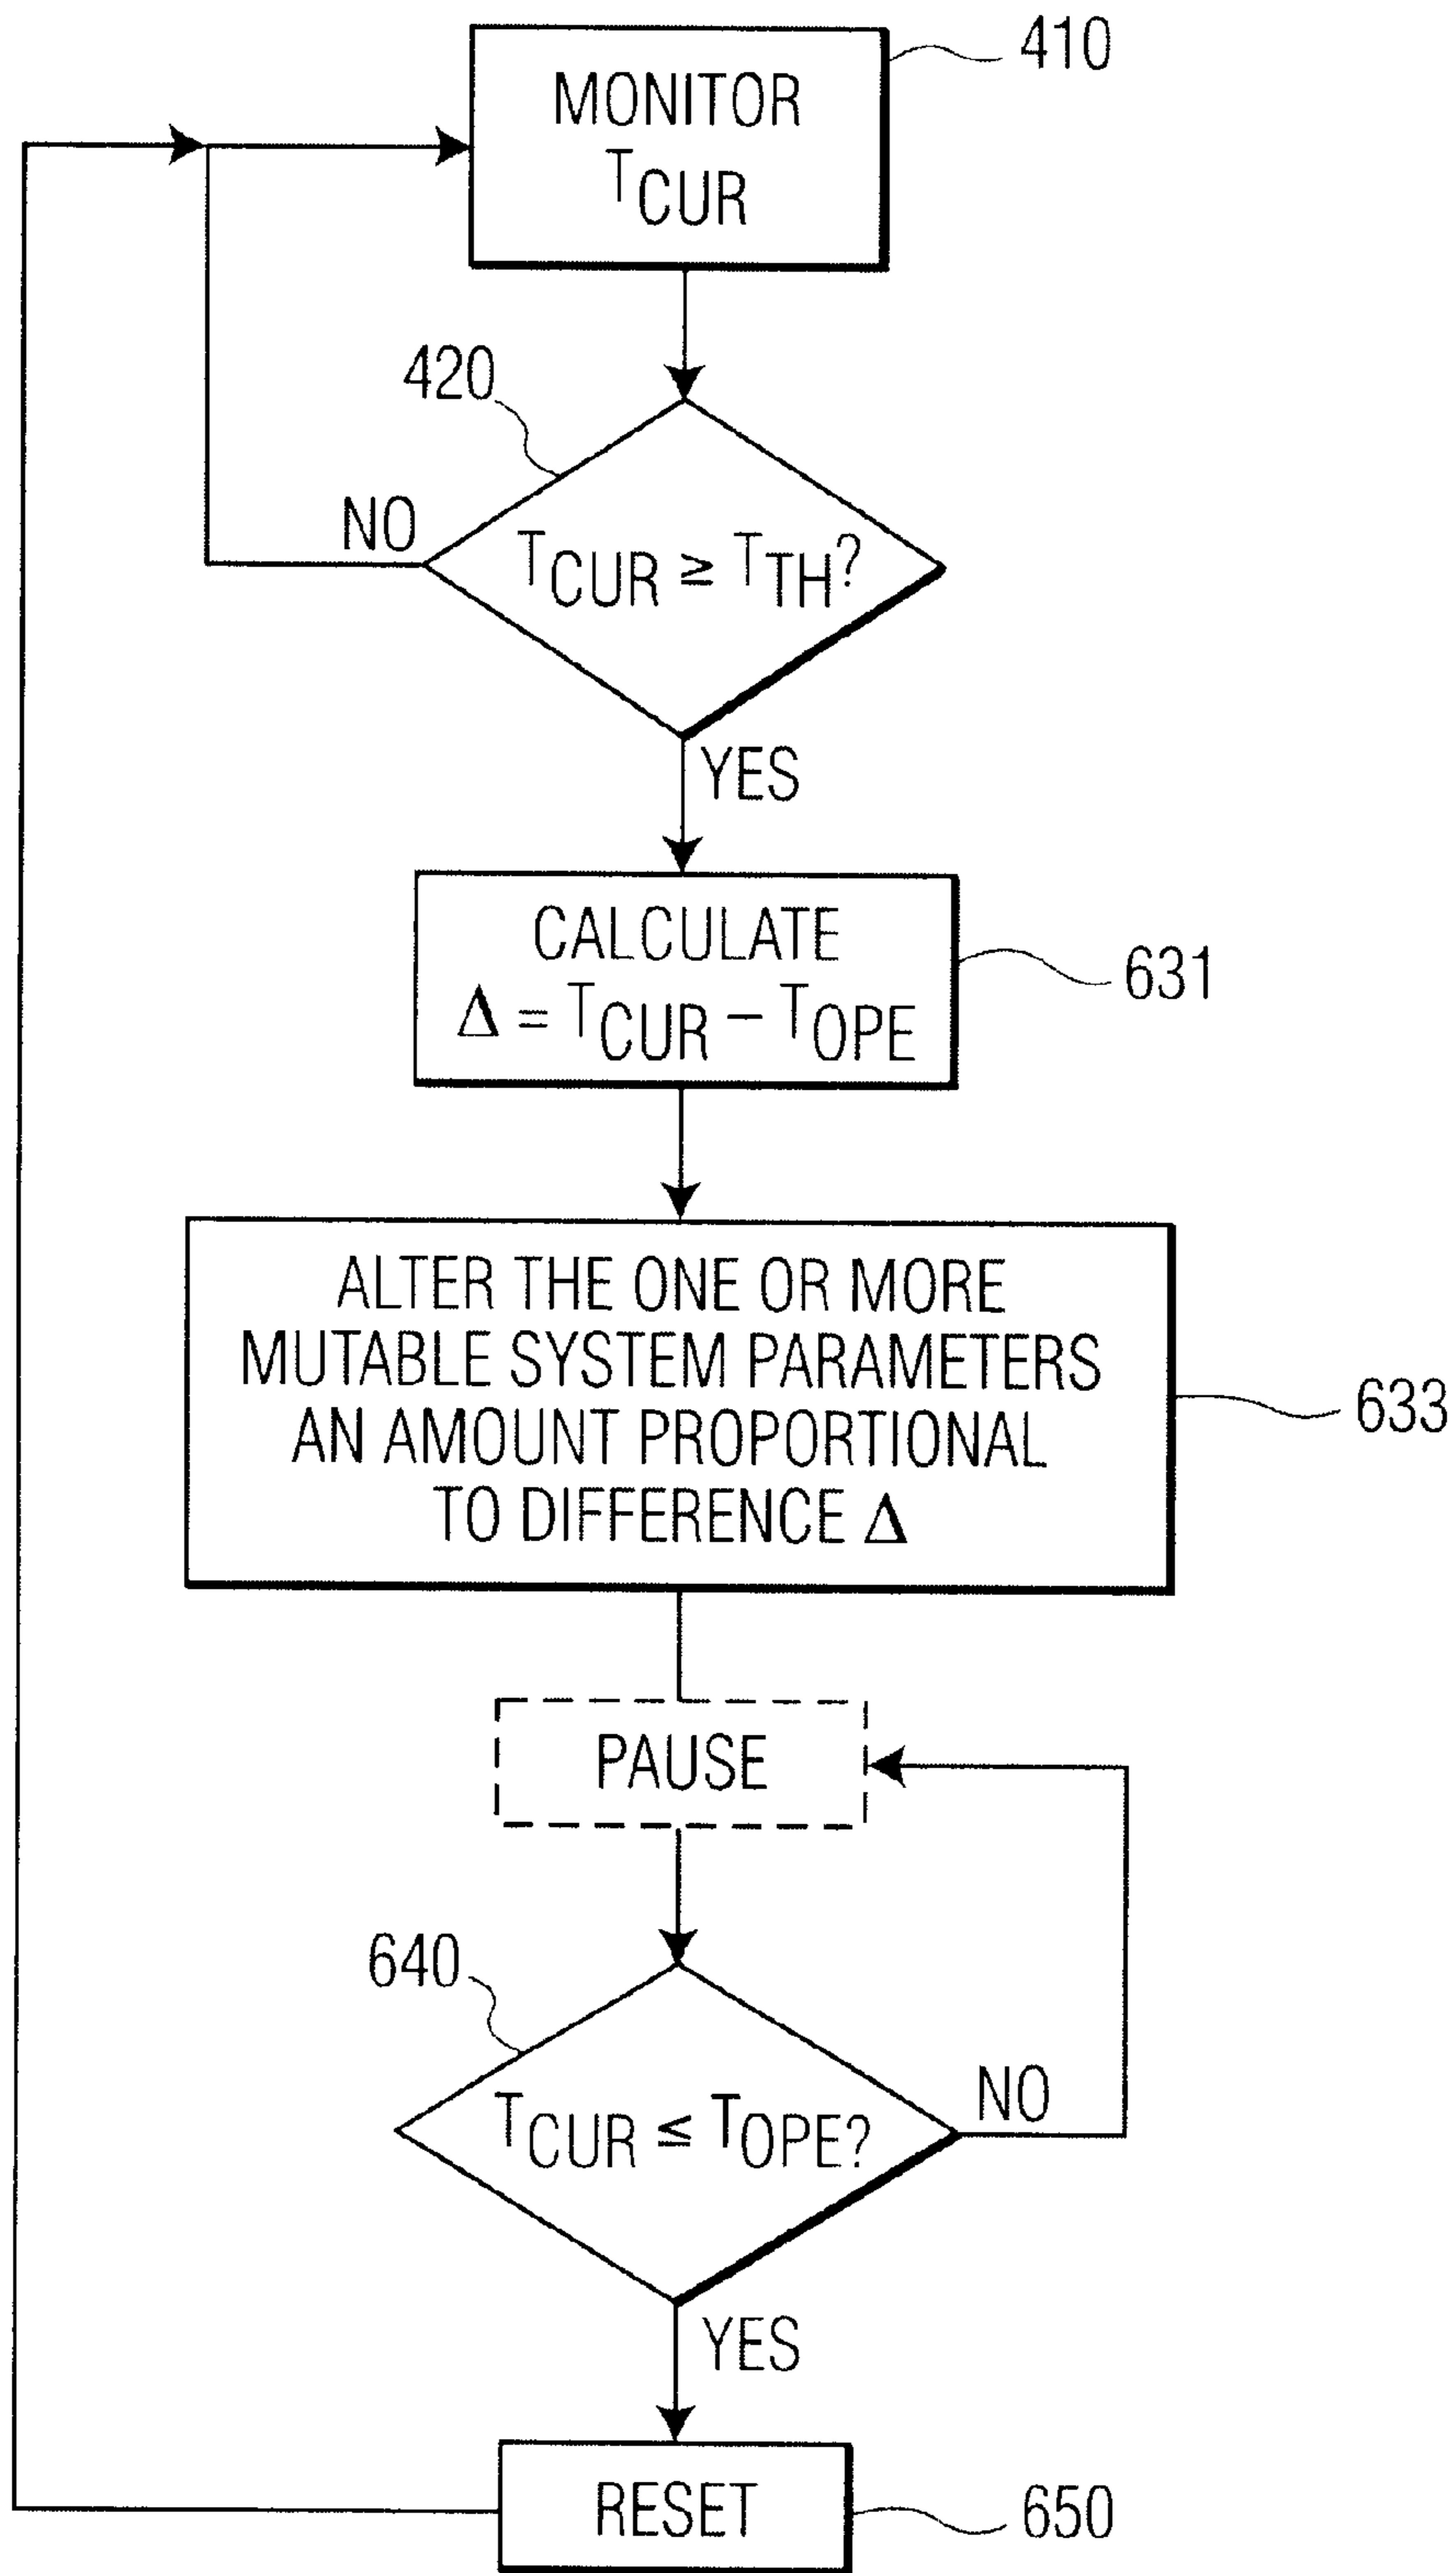 410
MONITOR
TCUR
420
NO
TCUR ≥ TTH?
YES
CALCULATE
Δ = TCUR − TOPE
631
ALTER THE ONE OR MORE
MUTABLE SYSTEM PARAMETERS
AN AMOUNT PROPORTIONAL
TO DIFFERENCE Δ
633
PAUSE
640
TCUR ≤ TOPE?
NO
YES
RESET
650